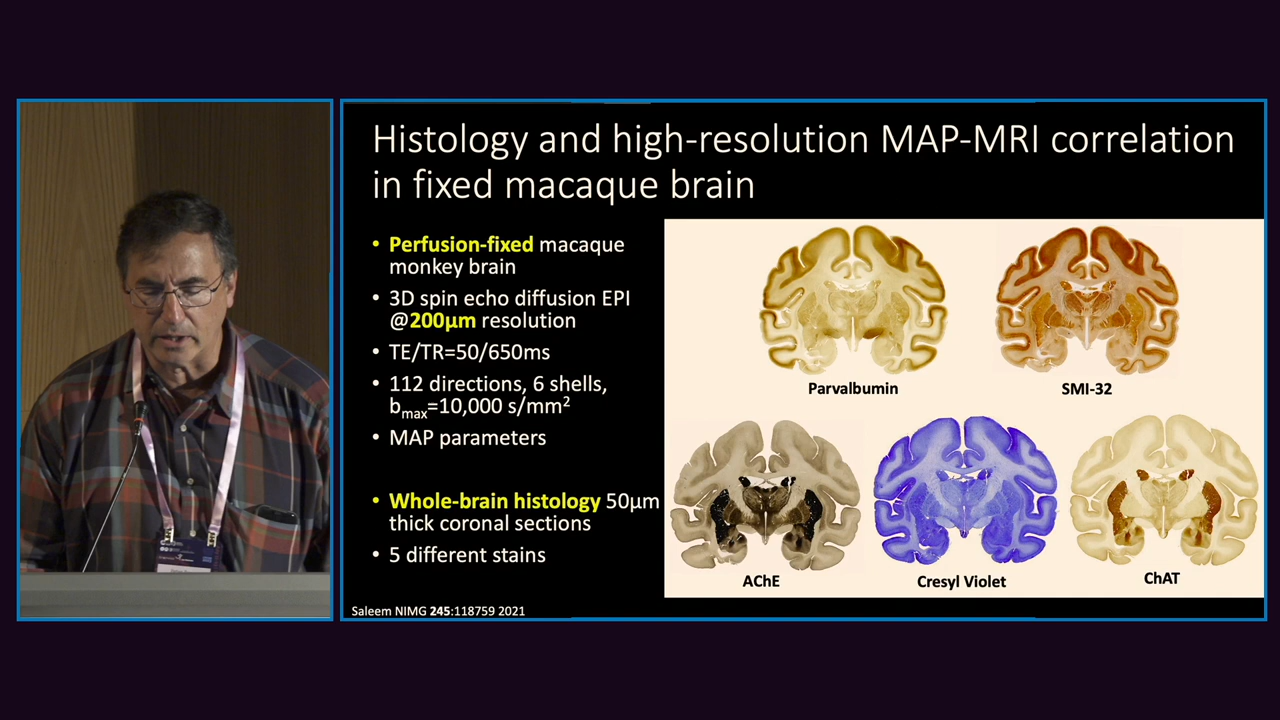 Histology and high-resolution MAP-MRI correlation
in fixed macaque brain
• Perfusion-fixed macaque
monkey brain
• 3D spin echo diffusion EPI
@200µm resolution
• TE/TR=50/650ms
• 112 directions, 6 shells,
bmax=10,000 s/mm²
• MAP parameters
• Whole-brain histology 50µm
thick coronal sections
• 5 different stains
Saleem NIMG 245:118759 2021
Parvalbumin
SMI-32
AChE
Cresyl Violet
ChAT